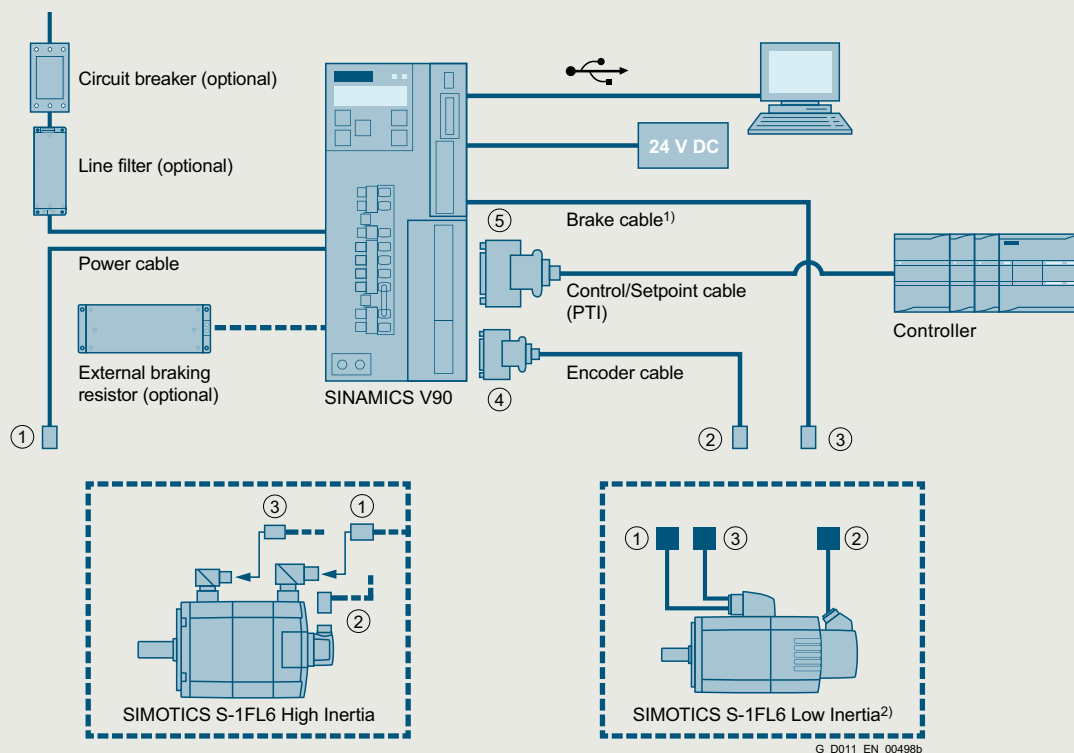 Circuit breaker (optional)
Line filter (optional)
24 V DC
⑤
Brake cable1)
Power cable
Control/Setpoint cable
(PTI)
Controller
External braking
resistor (optional)
SINAMICS V90
Encoder cable
④
①
②
③
③
①
②
SIMOTICS S-1FL6 High Inertia
①
③
②
SIMOTICS S-1FL6 Low Inertia2)
G_D011_EN_00498b